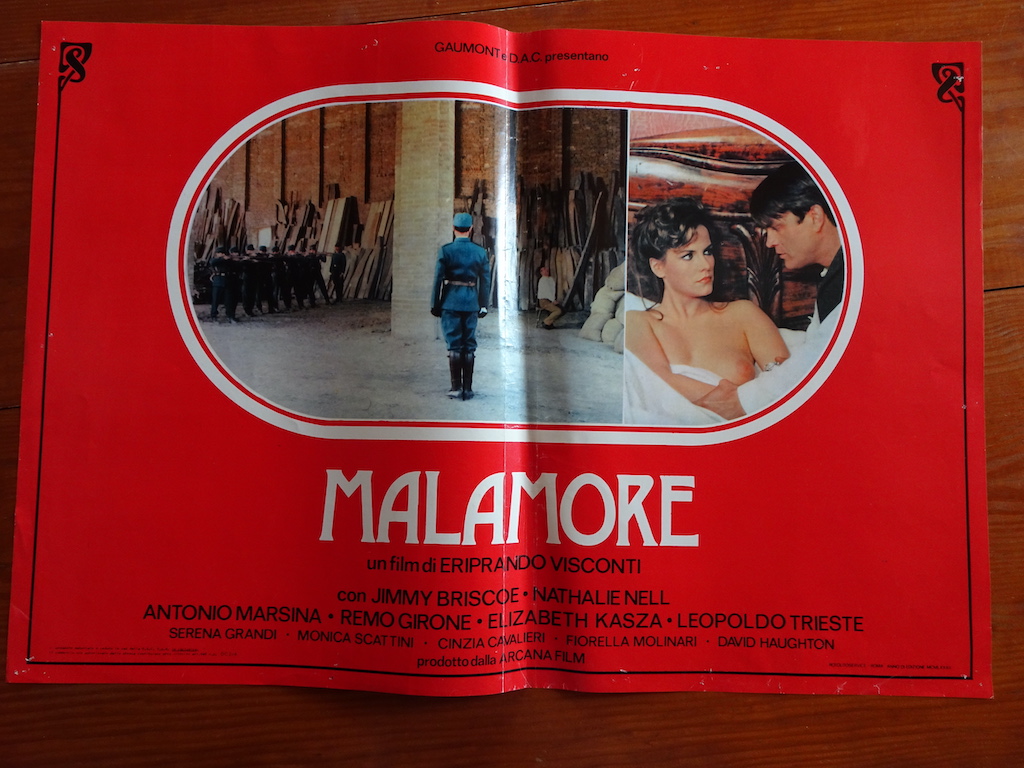 GAUMONT e D.A.C. presentano
MALAMORE
un film di ERIPRANDO VISCONTI
con JIMMY BRISCOE • NATHALIE NELL
ANTONIO MARSINA • REMO GIRONE • ELIZABETH KASZA • LEOPOLDO TRIESTE
SERENA GRANDI • MONICA SCATTINI • CINZIA CAVALIERI • FIORELLA MOLINARI • DAVID HAUGHTON
prodotto dalla ARCANA FILM